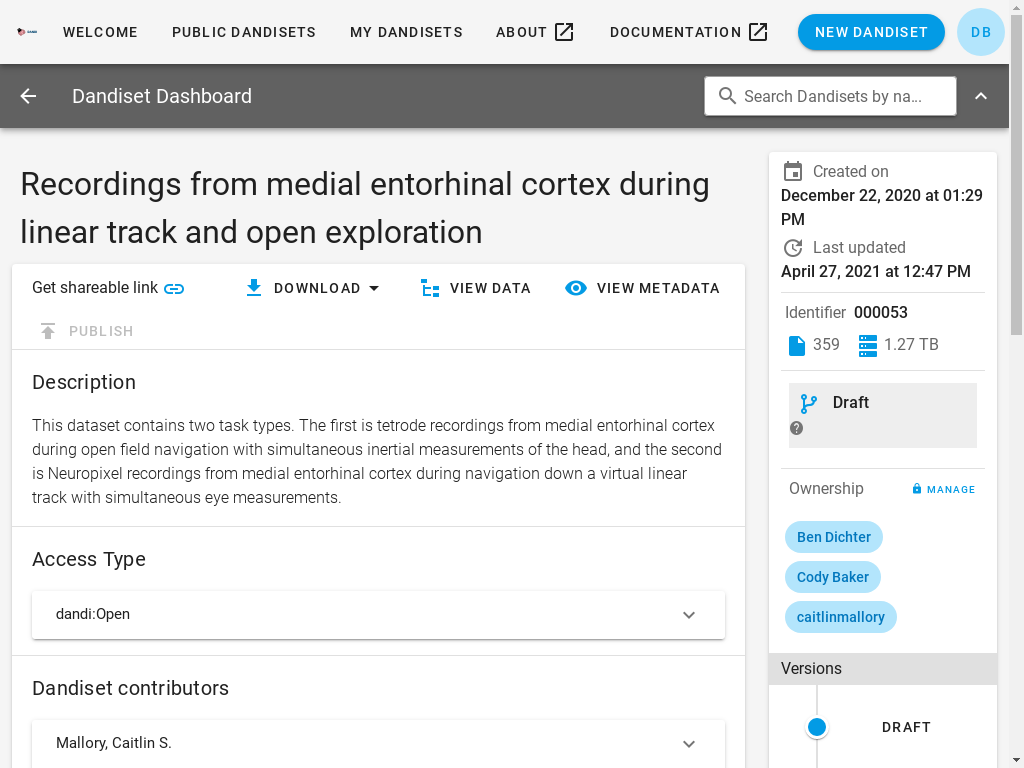 WELCOME
PUBLIC DANDISETS
MY DANDISETS
ABOUT
DOCUMENTATION
NEW DANDISET
DB
Dandiset Dashboard
Search Dandisets by na...
Recordings from medial entorhinal cortex during
linear track and open exploration
Get shareable link
DOWNLOAD
VIEW DATA
VIEW METADATA
PUBLISH
Description
This dataset contains two task types. The first is tetrode recordings from medial entorhinal cortex
during open field navigation with simultaneous inertial measurements of the head, and the second
is Neuropixel recordings from medial entorhinal cortex during navigation down a virtual linear
track with simultaneous eye measurements.
Access Type
dandi:Open
Dandiset contributors
Mallory, Caitlin S.
Created on
December 22, 2020 at 01:29
PM
Last updated
April 27, 2021 at 12:47 PM
Identifier 000053
359
1.27 TB
Draft
Ownership
MANAGE
Ben Dichter
Cody Baker
caitlinmallory
Versions
DRAFT